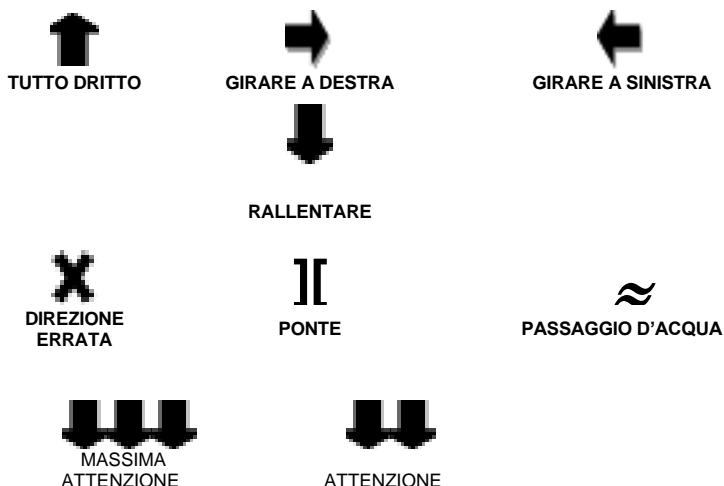 TUTTO DRITTO
GIRARE A DESTRA
GIRARE A SINISTRA
RALLENTARE
][
≈
DIREZIONE
ERRATA
PONTE
PASSAGGIO D'ACQUA
MASSIMA
ATTENZIONE
ATTENZIONE